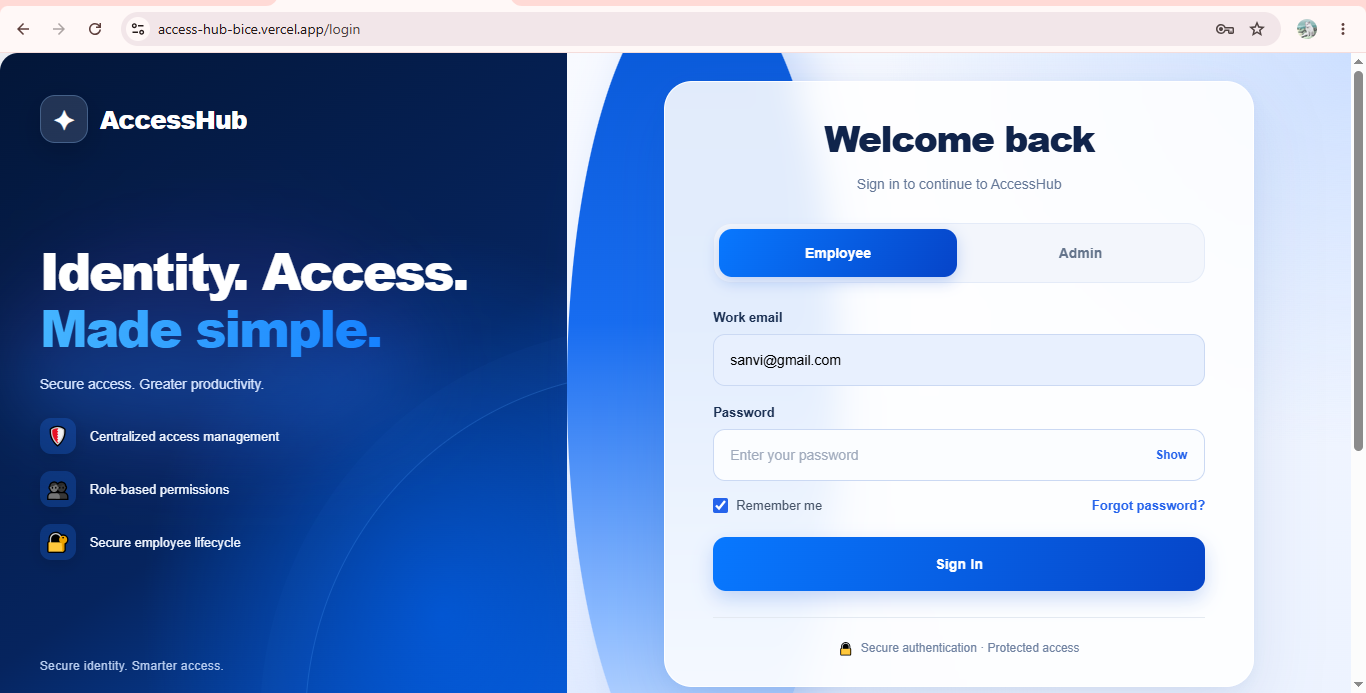 access-hub-bice.vercel.app/login
AccessHub
Identity. Access.
Made simple.
Secure access. Greater productivity.
Centralized access management
Role-based permissions
Secure employee lifecycle
Secure identity. Smarter access.
Welcome back
Sign in to continue to AccessHub
Employee Admin
Work email
sanvi@gmail.com
Password
Enter your password Show
Remember me Forgot password?
Sign In
Secure authentication · Protected access